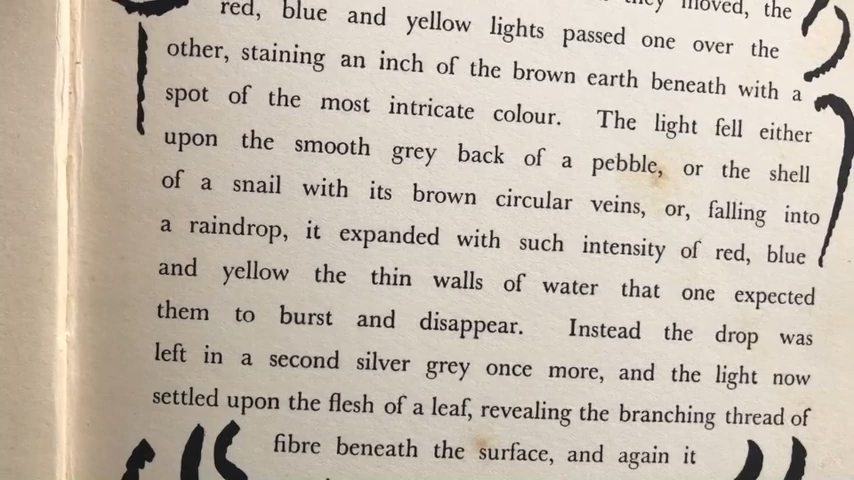 they moved, the
red, blue and yellow lights passed one over the
other, staining an inch of the brown earth beneath with a
spot of the most intricate colour. The light fell either
upon the smooth grey back of a pebble, or the shell
of a snail with its brown circular veins, or, falling into
a raindrop, it expanded with such intensity of red, blue
and yellow the thin walls of water that one expected
them to burst and disappear. Instead the drop was
left in a second silver grey once more, and the light now
settled upon the flesh of a leaf, revealing the branching thread of
fibre beneath the surface, and again it